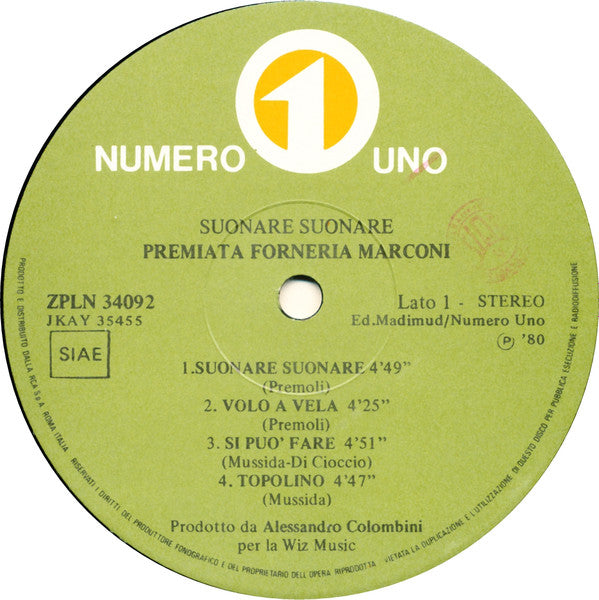 1
NUMERO UNO
SUONARE SUONARE
PREMIATA FORNERIA MARCONI
ZPLN 34092
JKAY 35455
SIAE
Lato 1 - STEREO
Ed.Madimud/Numero Uno
Ⓟ '80
1.SUONARE SUONARE 4'49”
(Premoli)
2. VOLO A VELA 4'25”
(Premoli)
3. SI PUO' FARE 4'51”
(Mussida-Di Cioccio)
4. TOPOLINO 4'47”
(Mussida)
Prodotto da Alessandro Colombini
per la Wiz Music
PRODOTTO E DISTRIBUITO DALLA RCA S.p.A. ROMA ITALIA - RISERVATI I DIRITTI DEL PRODUTTORE FONOGRAFICO E DEL PROPRIETARIO DELL'OPERA RIPRODOTTA - VIETATA LA DUPLICAZIONE E L'UTILIZZAZIONE DI QUESTO DISCO PER PUBBLICA ESECUZIONE E RADIODIFFUSIONE